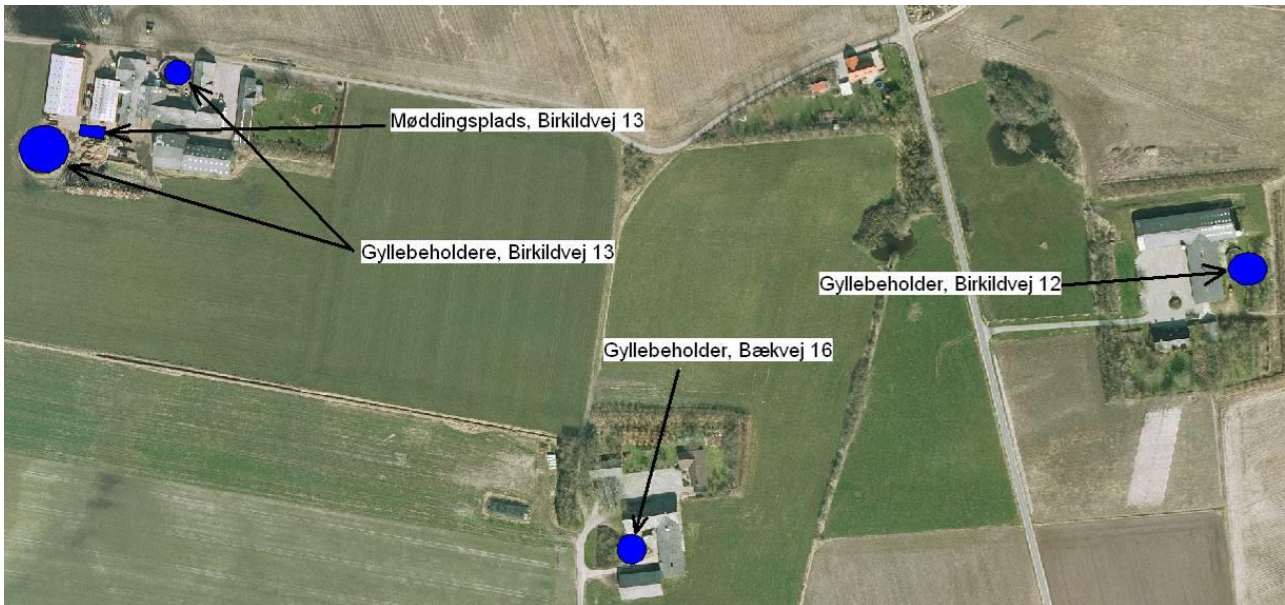 Møddingsplads, Birkildvej 13
Gyllebeholdere, Birkildvej 13
Gyllebeholder, Birkildvej 12
Gyllebeholder, Bækvej 16